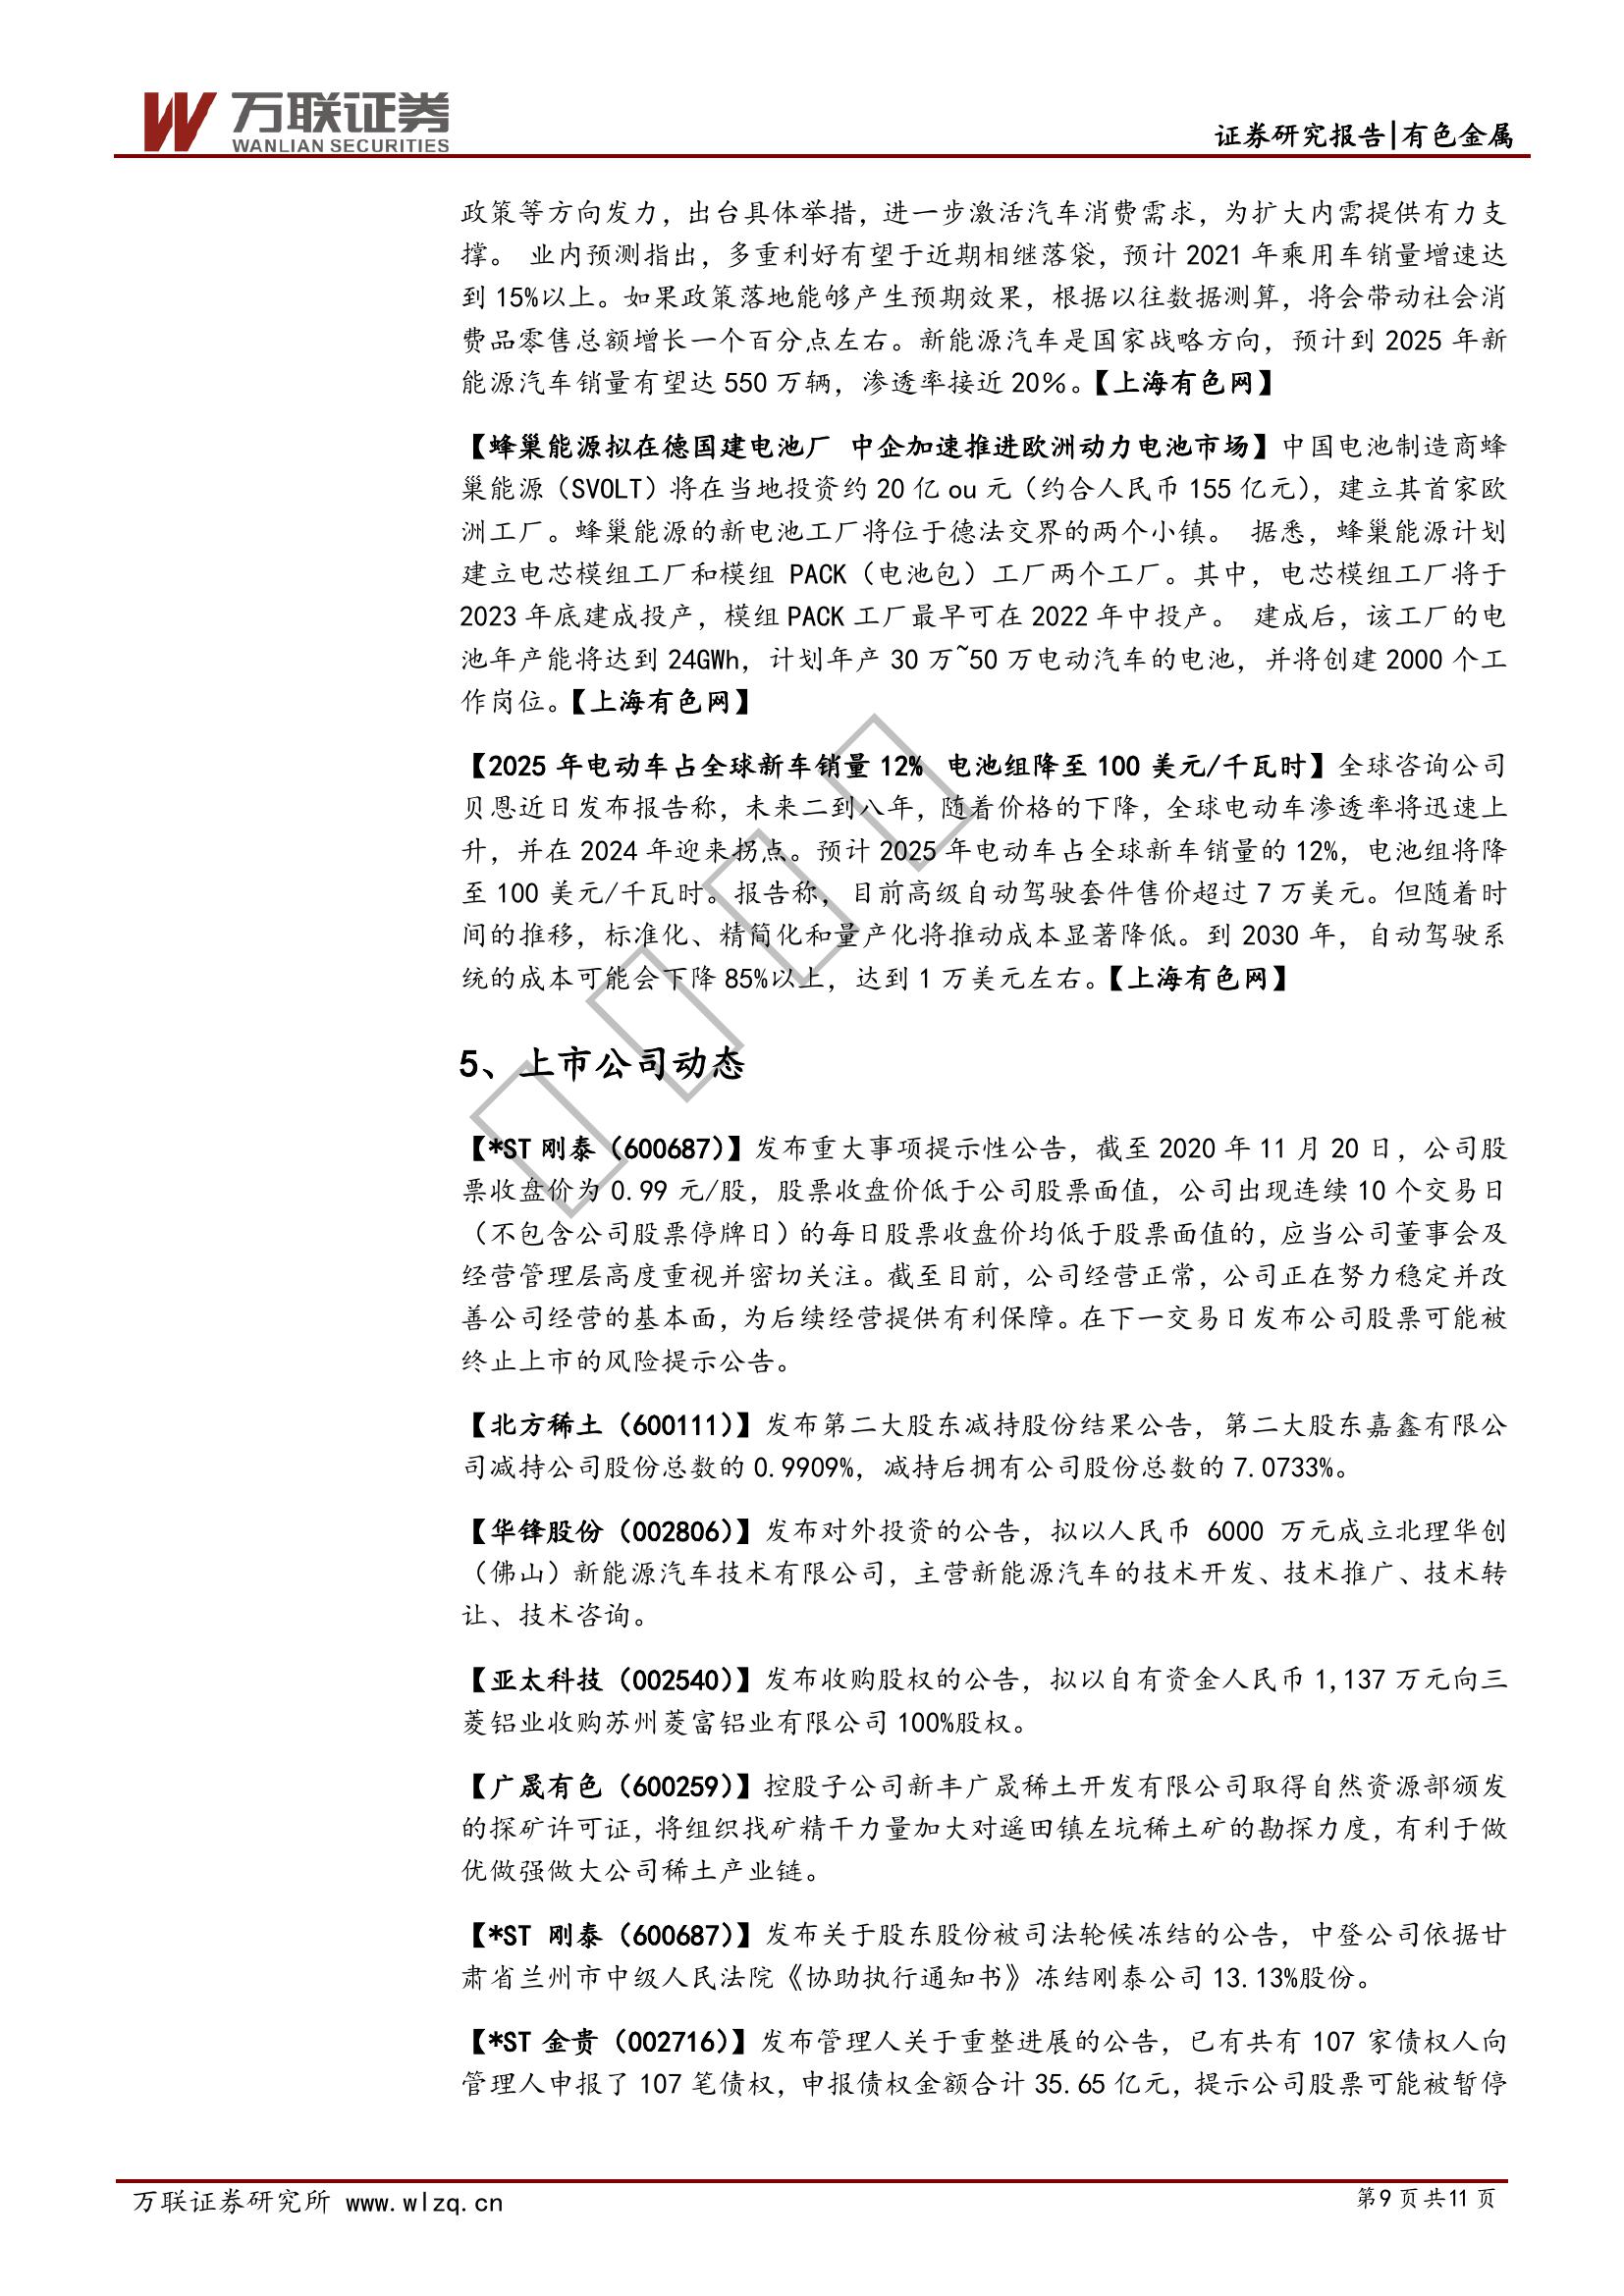 万联证券
WANLIAN SECURITIES
证券研究报告|有色金属
政策等方向发力，出台具体举措，进一步激活汽车消费需求，为扩大内需提供有力支
撑。 业内预测指出，多重利好有望于近期相继落袋，预计 2021 年乘用车销量增速达
到 15%以上。如果政策落地能够产生预期效果，根据以往数据测算，将会带动社会消
费品零售总额增长一个百分点左右。新能源汽车是国家战略方向，预计到 2025 年新
能源汽车销量有望达 550 万辆，渗透率接近 20％。【上海有色网】
【蜂巢能源拟在德国建电池厂 中企加速推进欧洲动力电池市场】中国电池制造商蜂
巢能源（SVOLT）将在当地投资约 20 亿 ou 元（约合人民币 155 亿元），建立其首家欧
洲工厂。蜂巢能源的新电池工厂将位于德法交界的两个小镇。 据悉，蜂巢能源计划
建立电芯模组工厂和模组 PACK（电池包）工厂两个工厂。其中，电芯模组工厂将于
2023 年底建成投产，模组 PACK 工厂最早可在 2022 年中投产。 建成后，该工厂的电
池年产能将达到 24GWh，计划年产 30 万~50 万电动汽车的电池，并将创建 2000 个工
作岗位。【上海有色网】
【2025 年电动车占全球新车销量 12% 电池组降至 100 美元/千瓦时】全球咨询公司
贝恩近日发布报告称，未来二到八年，随着价格的下降，全球电动车渗透率将迅速上
升，并在 2024 年迎来拐点。预计 2025 年电动车占全球新车销量的 12%，电池组将降
至 100 美元/千瓦时。报告称，目前高级自动驾驶套件售价超过 7 万美元。但随着时
间的推移，标准化、精简化和量产化将推动成本显著降低。到 2030 年，自动驾驶系
统的成本可能会下降 85%以上，达到 1 万美元左右。【上海有色网】
5、上市公司动态
【*ST 刚泰（600687）】发布重大事项提示性公告，截至 2020 年 11 月 20 日，公司股
票收盘价为 0.99 元/股，股票收盘价低于公司股票面值，公司出现连续 10 个交易日
（不包含公司股票停牌日）的每日股票收盘价均低于股票面值的，应当公司董事会及
经营管理层高度重视并密切关注。截至目前，公司经营正常，公司正在努力稳定并改
善公司经营的基本面，为后续经营提供有利保障。在下一交易日发布公司股票可能被
终止上市的风险提示公告。
【北方稀土（600111）】发布第二大股东减持股份结果公告，第二大股东嘉鑫有限公
司减持公司股份总数的 0.9909%，减持后拥有公司股份总数的 7.0733%。
【华锋股份（002806）】发布对外投资的公告，拟以人民币 6000 万元成立北理华创
（佛山）新能源汽车技术有限公司，主营新能源汽车的技术开发、技术推广、技术转
让、技术咨询。
【亚太科技（002540）】发布收购股权的公告，拟以自有资金人民币 1,137 万元向三
菱铝业收购苏州菱富铝业有限公司 100%股权。
【广晟有色（600259）】控股子公司新丰广晟稀土开发有限公司取得自然资源部颁发
的探矿许可证，将组织找矿精干力量加大对遥田镇左坑稀土矿的勘探力度，有利于做
优做强做大公司稀土产业链。
【*ST 刚泰（600687）】发布关于股东股份被司法轮候冻结的公告，中登公司依据甘
肃省兰州市中级人民法院《协助执行通知书》冻结刚泰公司 13.13%股份。
【*ST 金贵（002716）】发布管理人关于重整进展的公告，已有共有 107 家债权人向
管理人申报了 107 笔债权，申报债权金额合计 35.65 亿元，提示公司股票可能被暂停
万联证券研究所 www.wlzq.cn
第 9 页 共 11 页